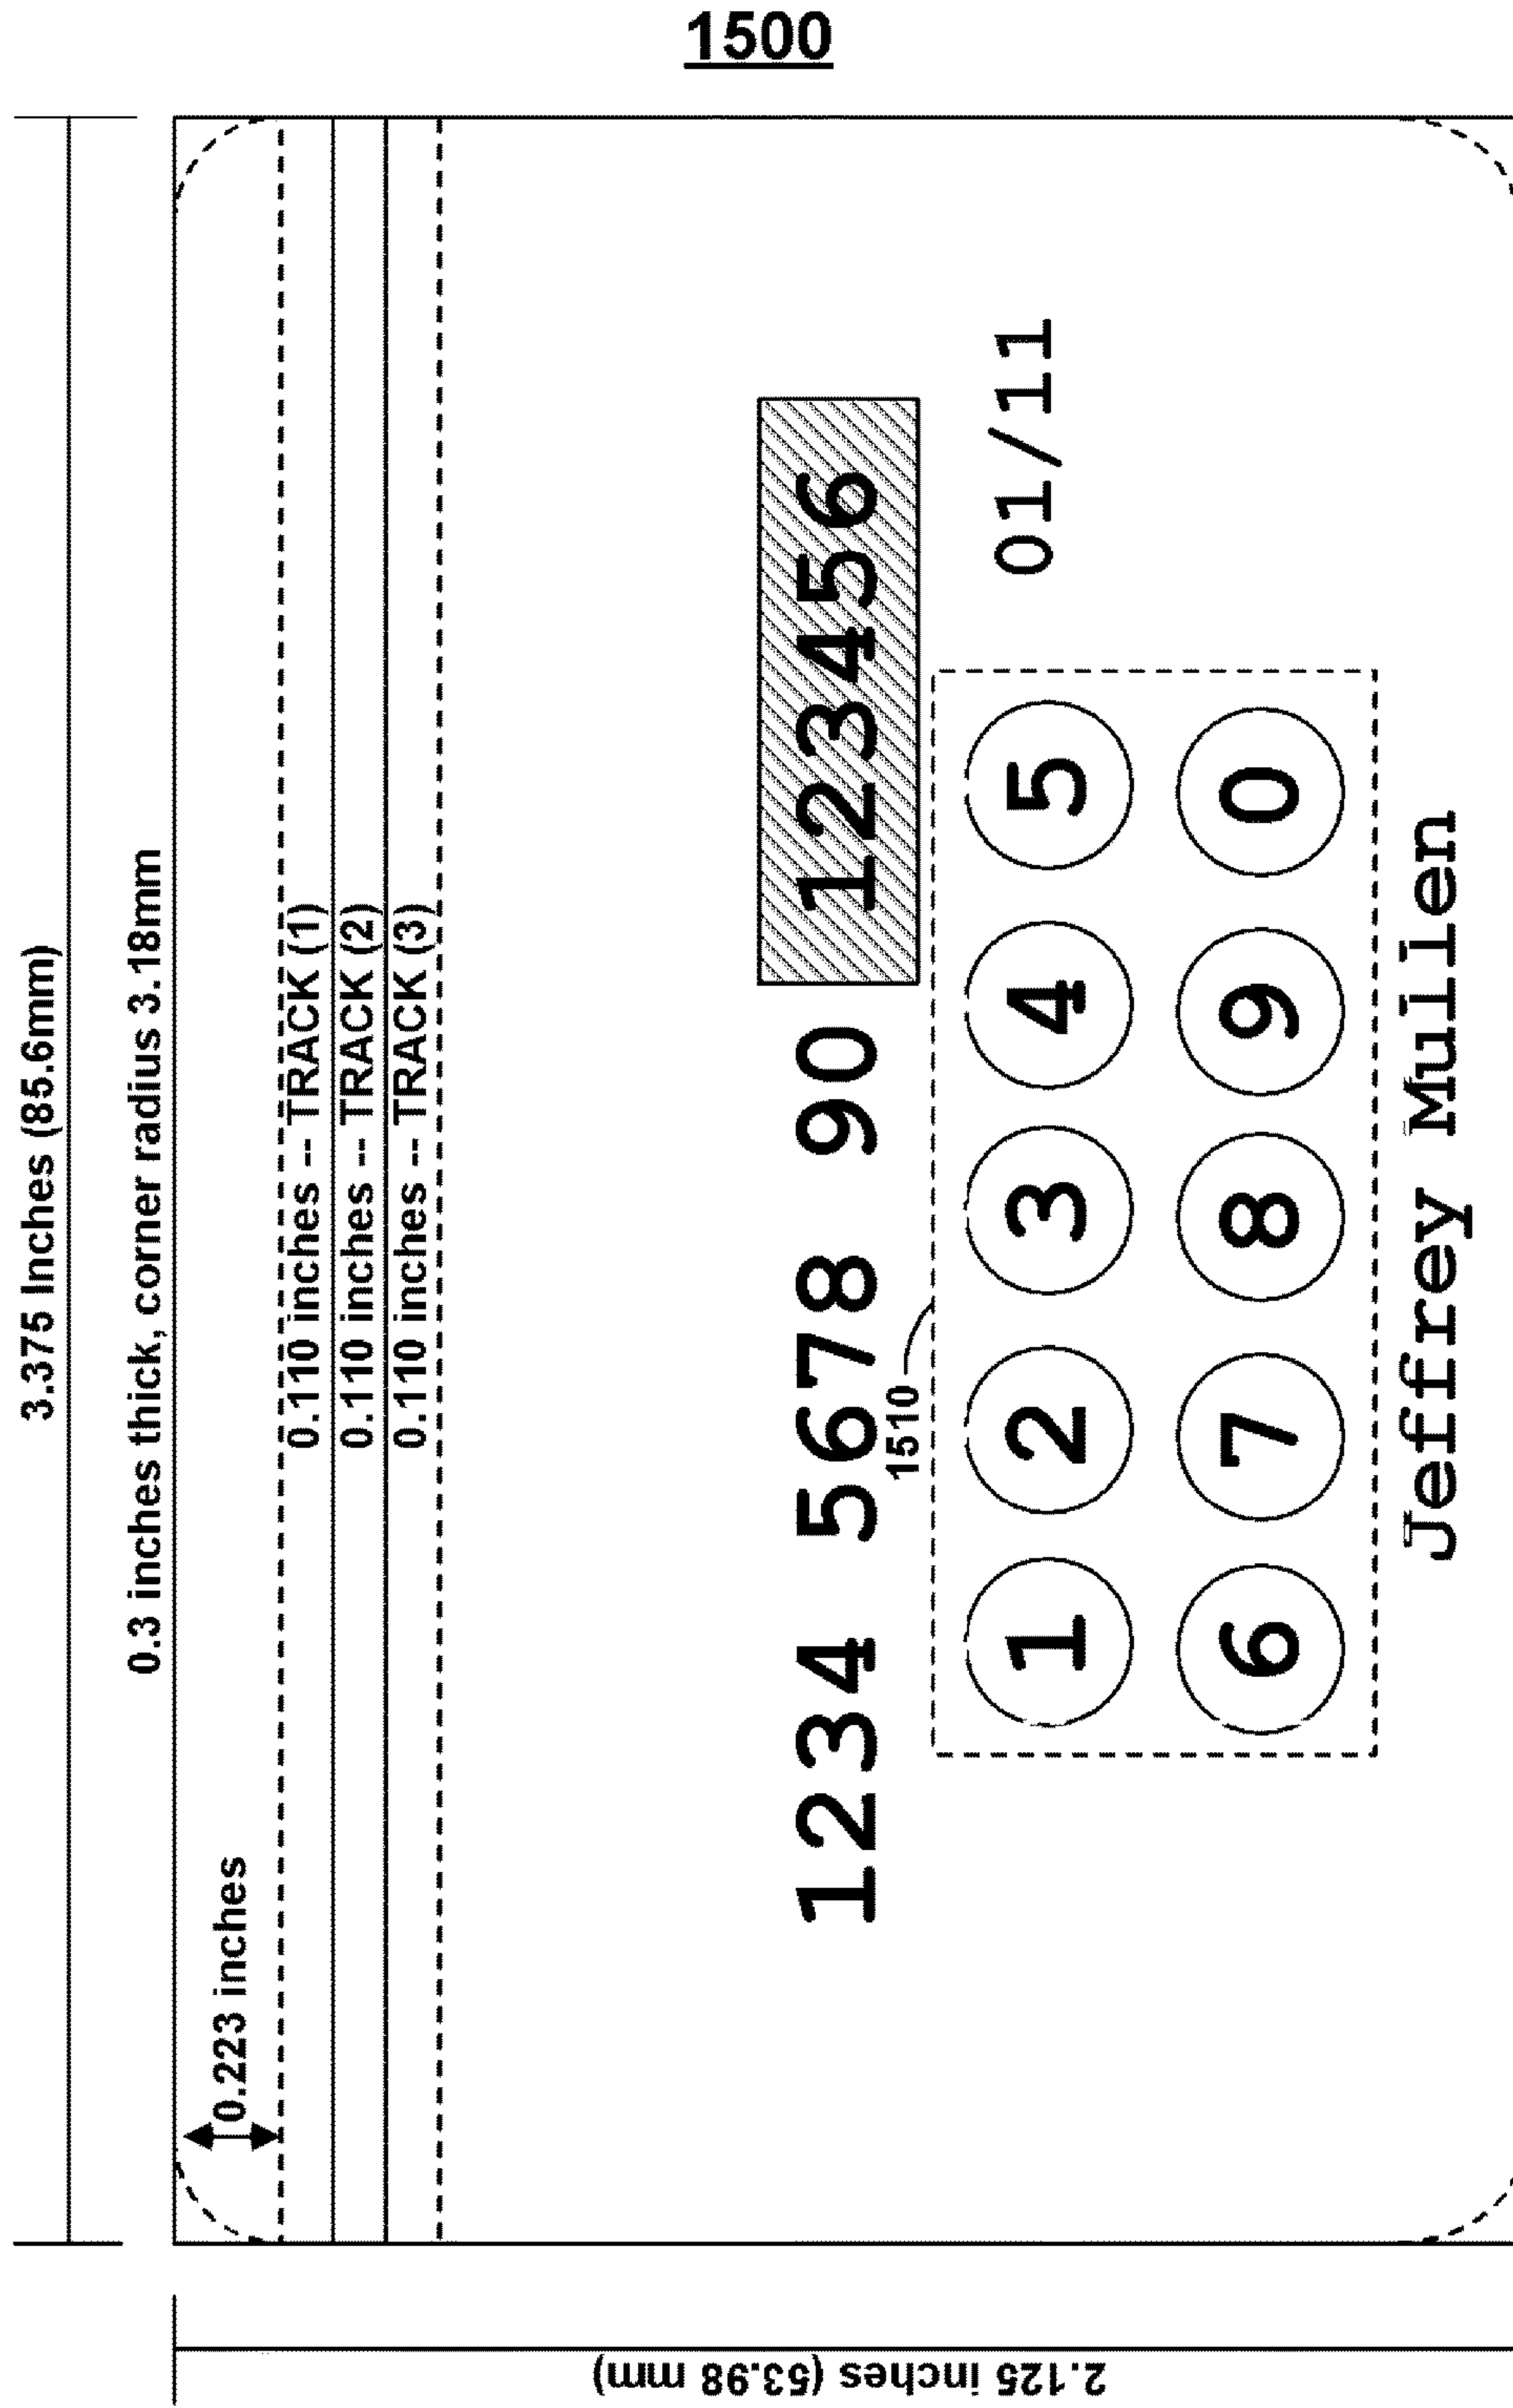 1500
3.375 Inches (85.6mm)
0.3 inches thick, corner radius 3.18mm
0.223 inches
0.110 inches -- TRACK (1)
0.110 inches -- TRACK (2)
0.110 inches -- TRACK (3)
1234 5678 90 123456
1510
01/11
1 2 3 4 5
6 7 8 9 0
Jeffrey Mullen
2.125 inches (53.98 mm)